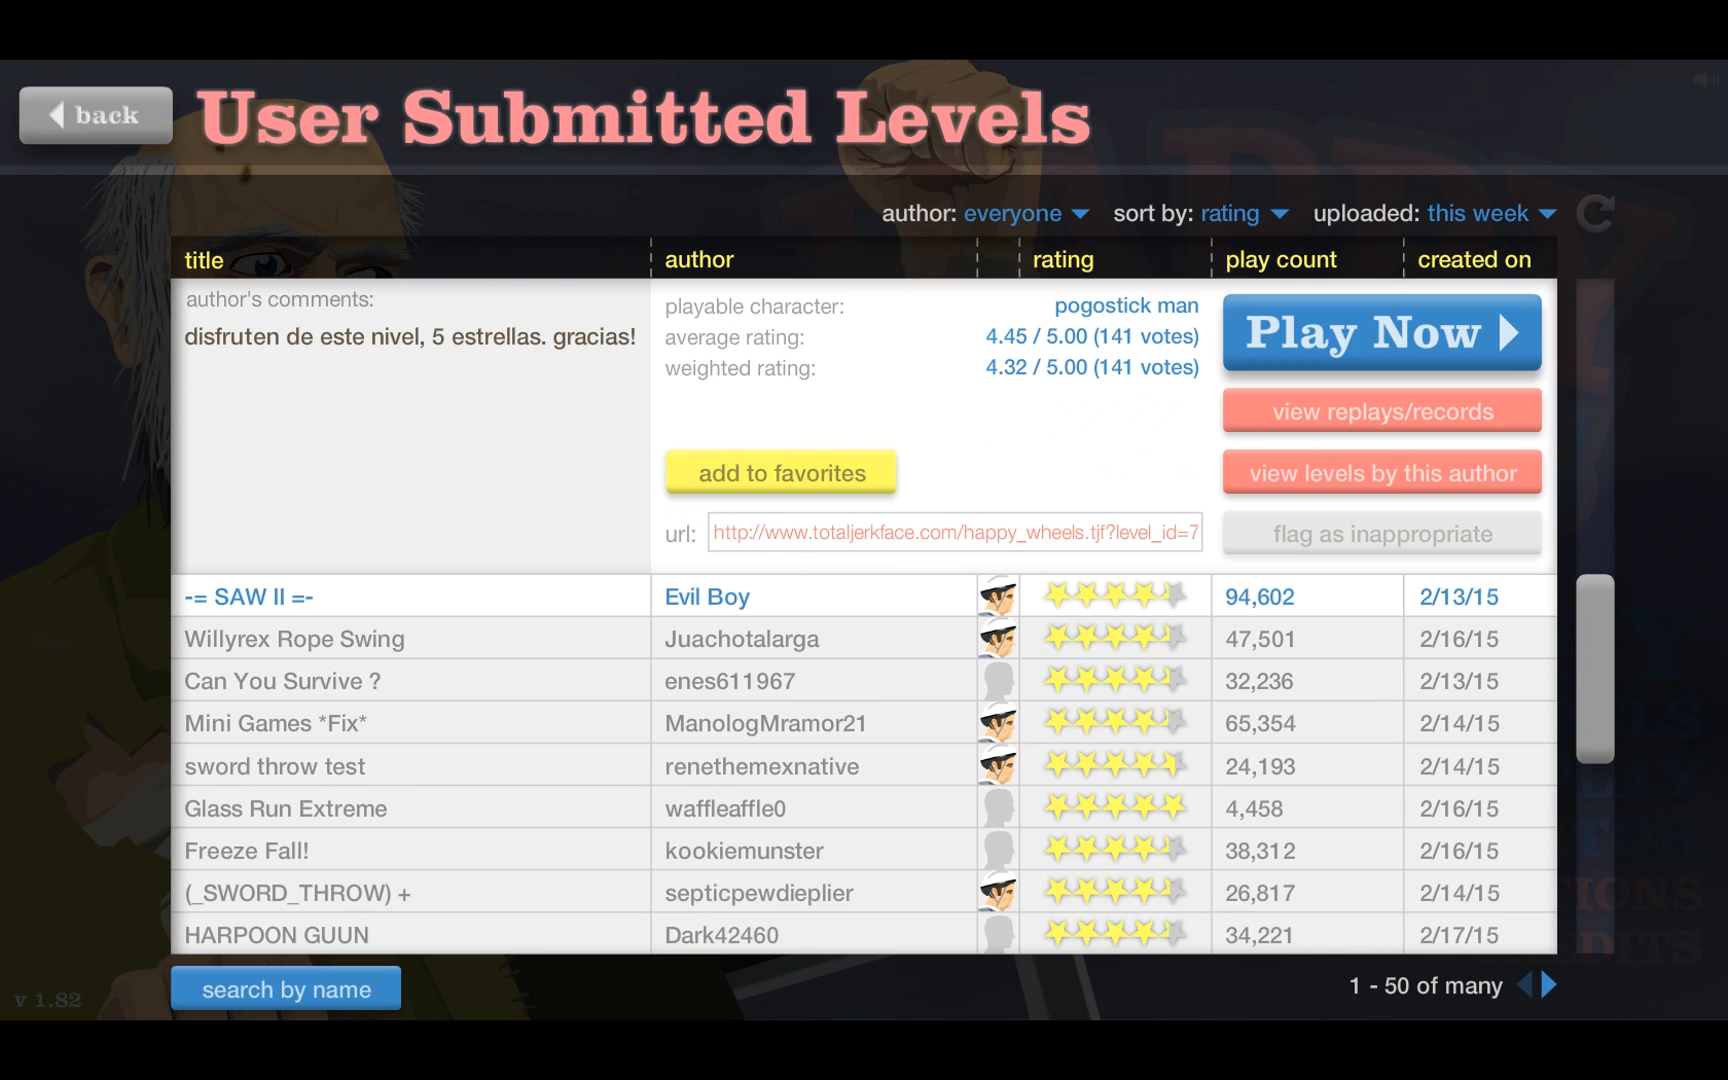 back
User Submitted Levels
author: everyone sort by: rating uploaded: this week
title author rating play count created on
author's comments:
disfruten de este nivel, 5 estrellas. gracias!
playable character: pogostick man
average rating: 4.45 / 5.00 (141 votes)
weighted rating: 4.32 / 5.00 (141 votes)
Play Now
view replays/records
add to favorites
view levels by this author
url: http://www.totaljerkface.com/happy_wheels.tjf?level_id=7
flag as inappropriate
-= SAW II =- Evil Boy 94,602 2/13/15
Willyrex Rope Swing Juachotalarga 47,501 2/16/15
Can You Survive ? enes611967 32,236 2/13/15
Mini Games *Fix* ManologMramor21 65,354 2/14/15
sword throw test renethemexnative 24,193 2/14/15
Glass Run Extreme waffleaffle0 4,458 2/16/15
Freeze Fall! kookiemunster 38,312 2/16/15
(_SWORD_THROW) + septicpewdieplier 26,817 2/14/15
HARPOON GUUN Dark42460 34,221 2/17/15
search by name
1 - 50 of many
v 1.82